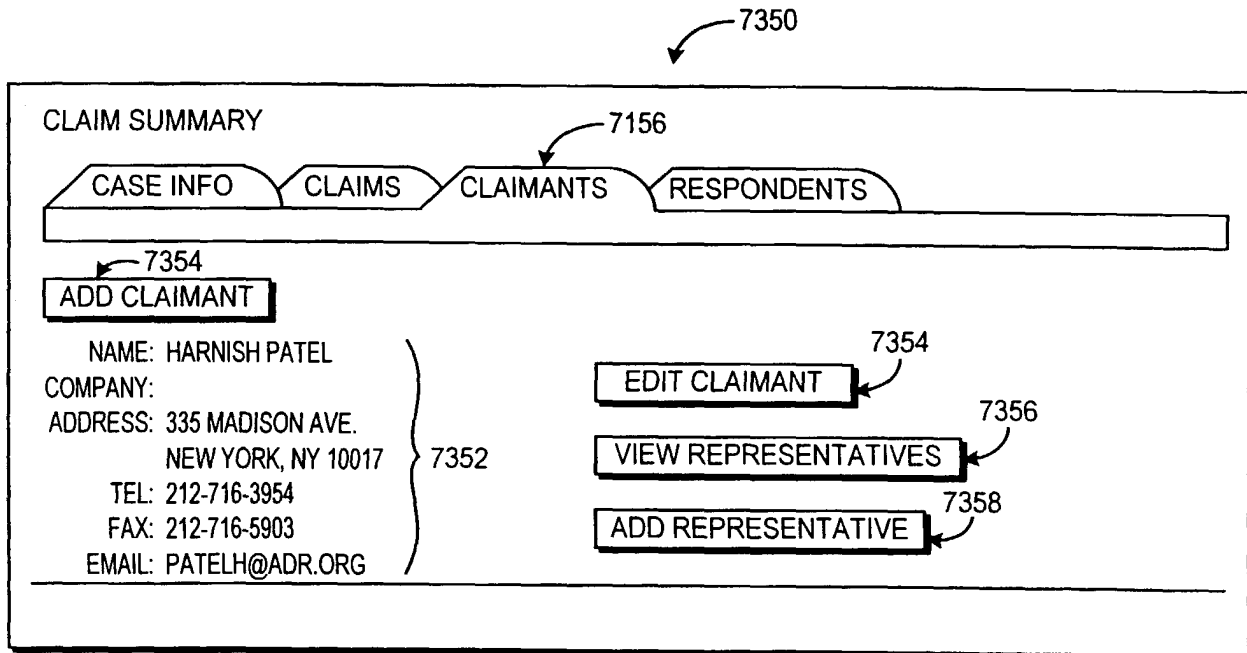 7350
CLAIM SUMMARY
7156
CASE INFO CLAIMS CLAIMANTS RESPONDENTS
7354
ADD CLAIMANT
NAME: HARNISH PATEL
COMPANY:
ADDRESS: 335 MADISON AVE.
NEW YORK, NY 10017
TEL: 212-716-3954
FAX: 212-716-5903
EMAIL: PATELH@ADR.ORG
7352
7354
EDIT CLAIMANT
7356
VIEW REPRESENTATIVES
7358
ADD REPRESENTATIVE